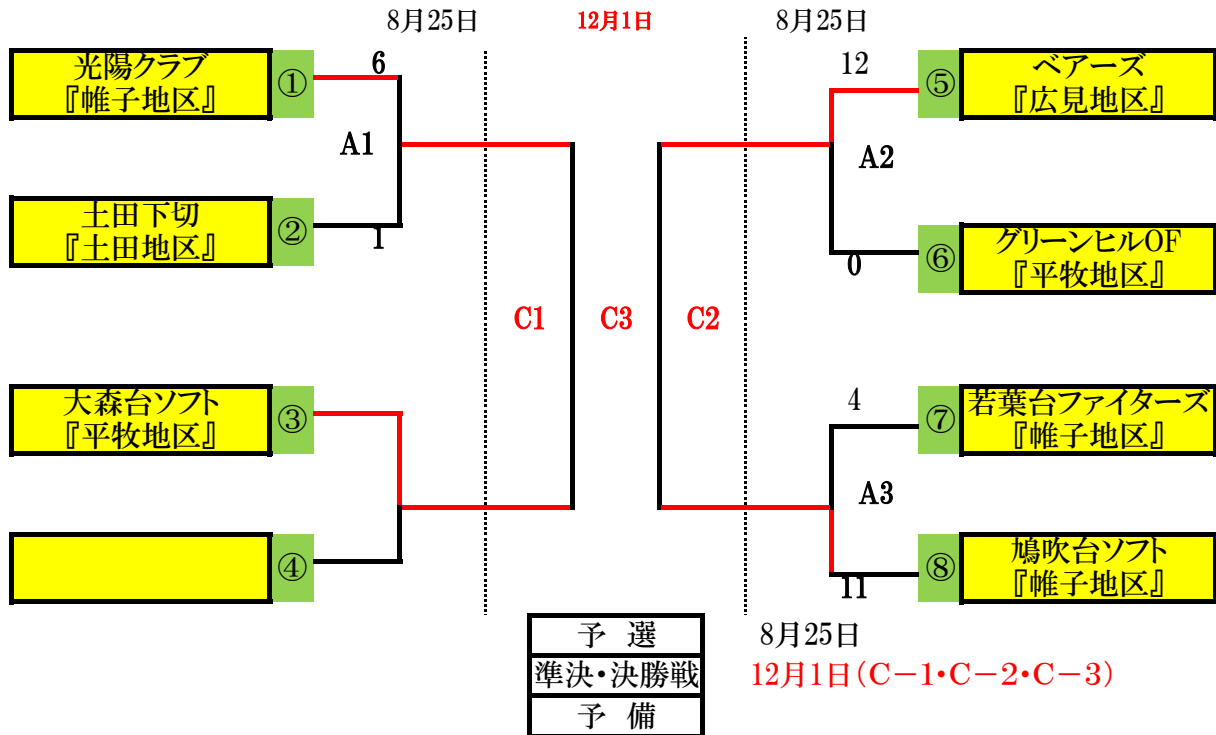 8月25日
12月1日
8月25日
光陽クラブ
『帷子地区』
①
6
A1
土田下切
『土田地区』
②
1
大森台ソフト
『平牧地区』
③
④
C1
C3
C2
12
⑤
ベアーズ
『広見地区』
A2
0
⑥
グリーンヒルOF
『平牧地区』
4
⑦
若葉台ファイターズ
『帷子地区』
A3
11
⑧
鳩吹台ソフト
『帷子地区』
予 選
8月25日
準決・決勝戦
12月1日(C－1・C－2・C－3)
予 備